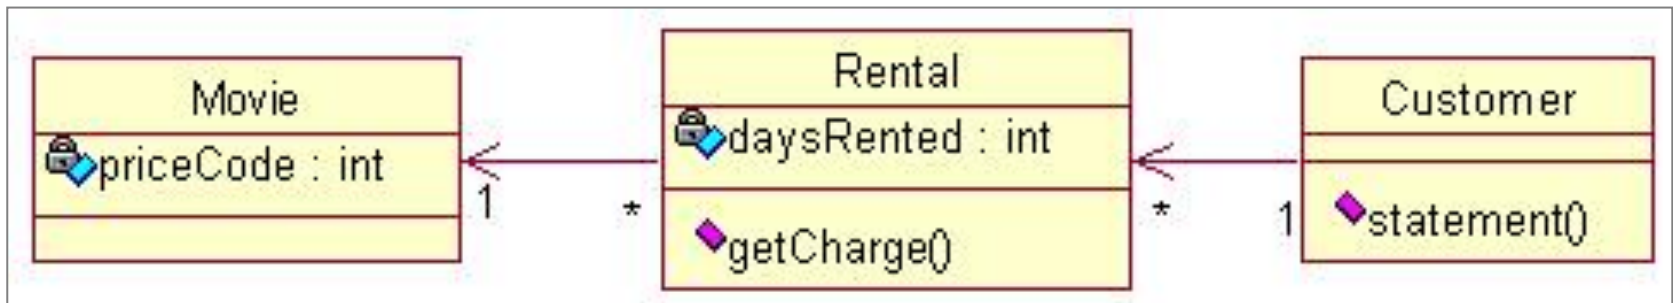 Movie
priceCode : int
1
*
Rental
daysRented : int
getCharge()
*
1
Customer
statement()